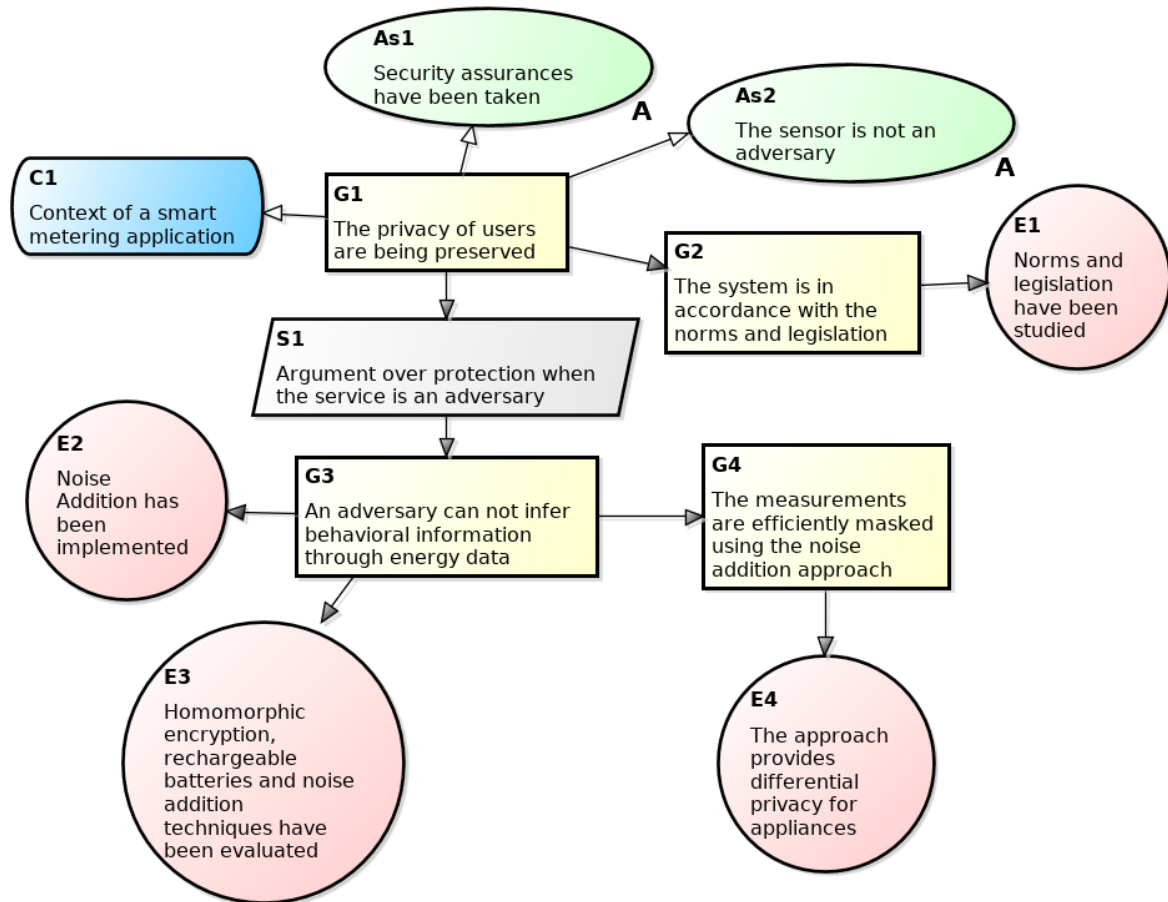 As1
Security assurances
have been taken
A
As2
The sensor is not an
adversary
A
C1
Context of a smart
metering application
G1
The privacy of users
are being preserved
G2
The system is in
accordance with the
norms and legislation
E1
Norms and
legislation
have been
studied
S1
Argument over protection when
the service is an adversary
E2
Noise
Addition has
been
implemented
G3
An adversary can not infer
behavioral information
through energy data
G4
The measurements
are efficiently masked
using the noise
addition approach
E3
Homomorphic
encryption,
rechargeable
batteries and noise
addition
techniques have
been evaluated
E4
The approach
provides
differential
privacy for
appliances